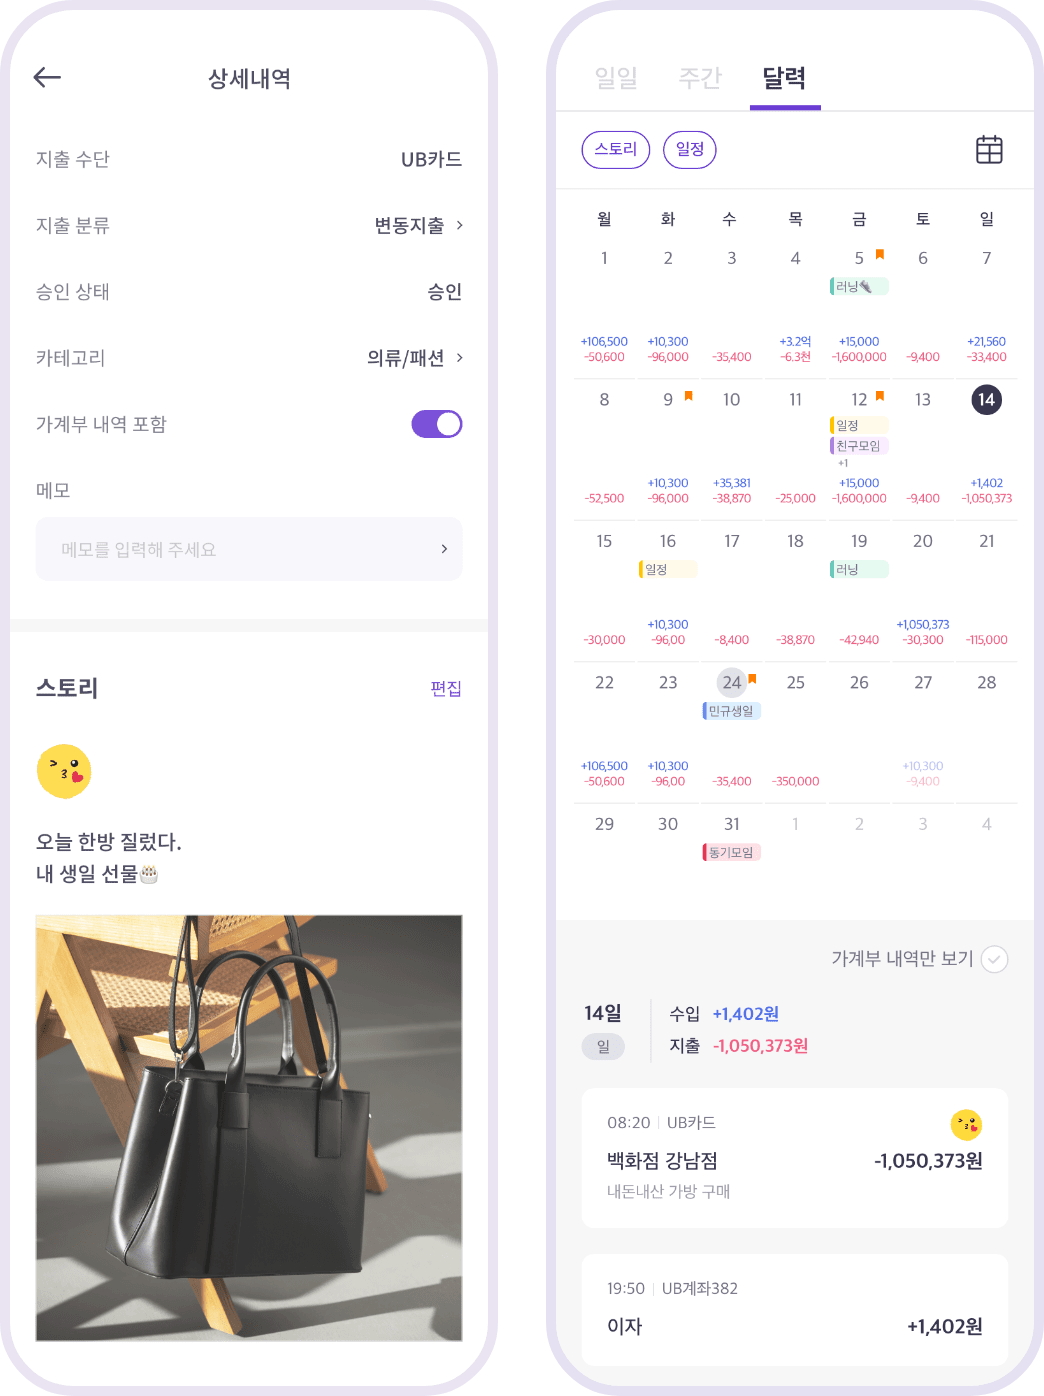 상세내역
지출 수단
UB카드
지출 분류
변동지출
승인 상태
승인
카테고리
의류/패션
가계부 내역 포함
메모
메모를 입력해 주세요
스토리
편집
오늘 한방 질렀다.
내 생일 선물🎂
일일 주간 달력
스토리 일정
월 화 수 목 금 토 일
1 2 3 4 5 6 7
러닝
+106,500 +10,300 +3.2억 +15,000 +21,560
-50,600 -96,000 -35,400 -6.3천 -1,600,000 -9,400 -33,400
8 9 10 11 12 13 14
일정
친구모임
+1
+10,300 +35,381 +15,000 +1,402
-52,500 -96,000 -38,870 -25,000 -1,600,000 -9,400 -1,050,373
15 16 17 18 19 20 21
일정 러닝
+10,300 +1,050,373
-30,000 -96,00 -8,400 -38,870 -42,940 -30,300 -115,000
22 23 24 25 26 27 28
민규생일
+106,500 +10,300 +10,300
-50,600 -96,00 -35,400 -350,000 -9,400
29 30 31 1 2 3 4
동기모임
가계부 내역만 보기
14일 수입 +1,402원
일 지출 -1,050,373원
08:20 | UB카드
백화점 강남점 -1,050,373원
내돈내산 가방 구매
19:50 | UB계좌382
이자 +1,402원